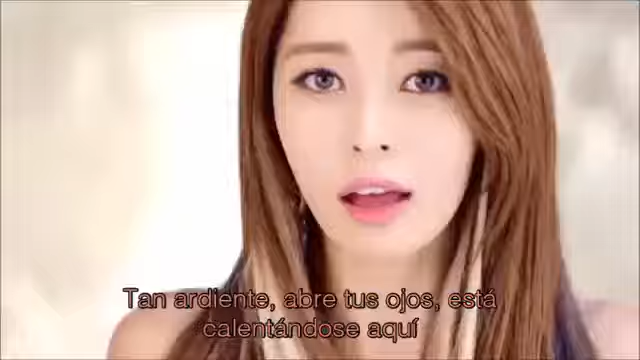 Tan ardiente, abre tus ojos, está
calentándose aquí